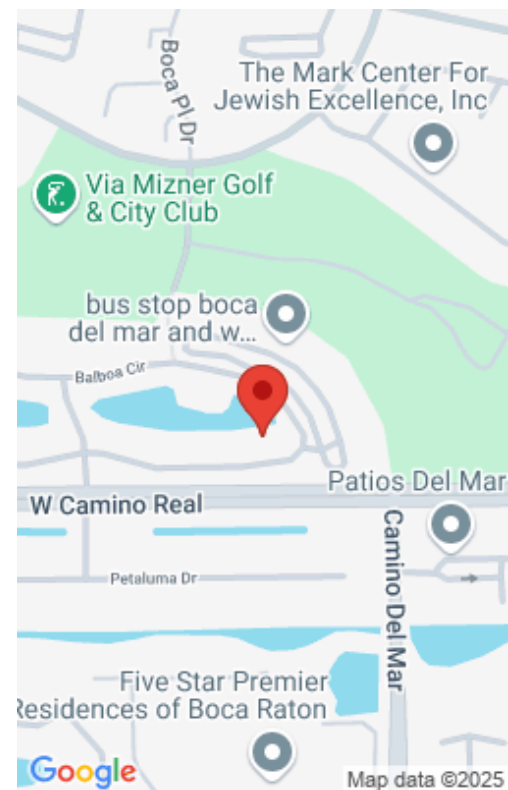 Boca Pl Dr
The Mark Center For
Jewish Excellence, Inc
Via Mizner Golf
& City Club
bus stop boca
del mar and w...
Balboa Cir
W Camino Real
Patios Del Mar
Camino Del Mar
Petaluma Dr
Five Star Premier
Residences of Boca Raton
Google
Map data ©2025